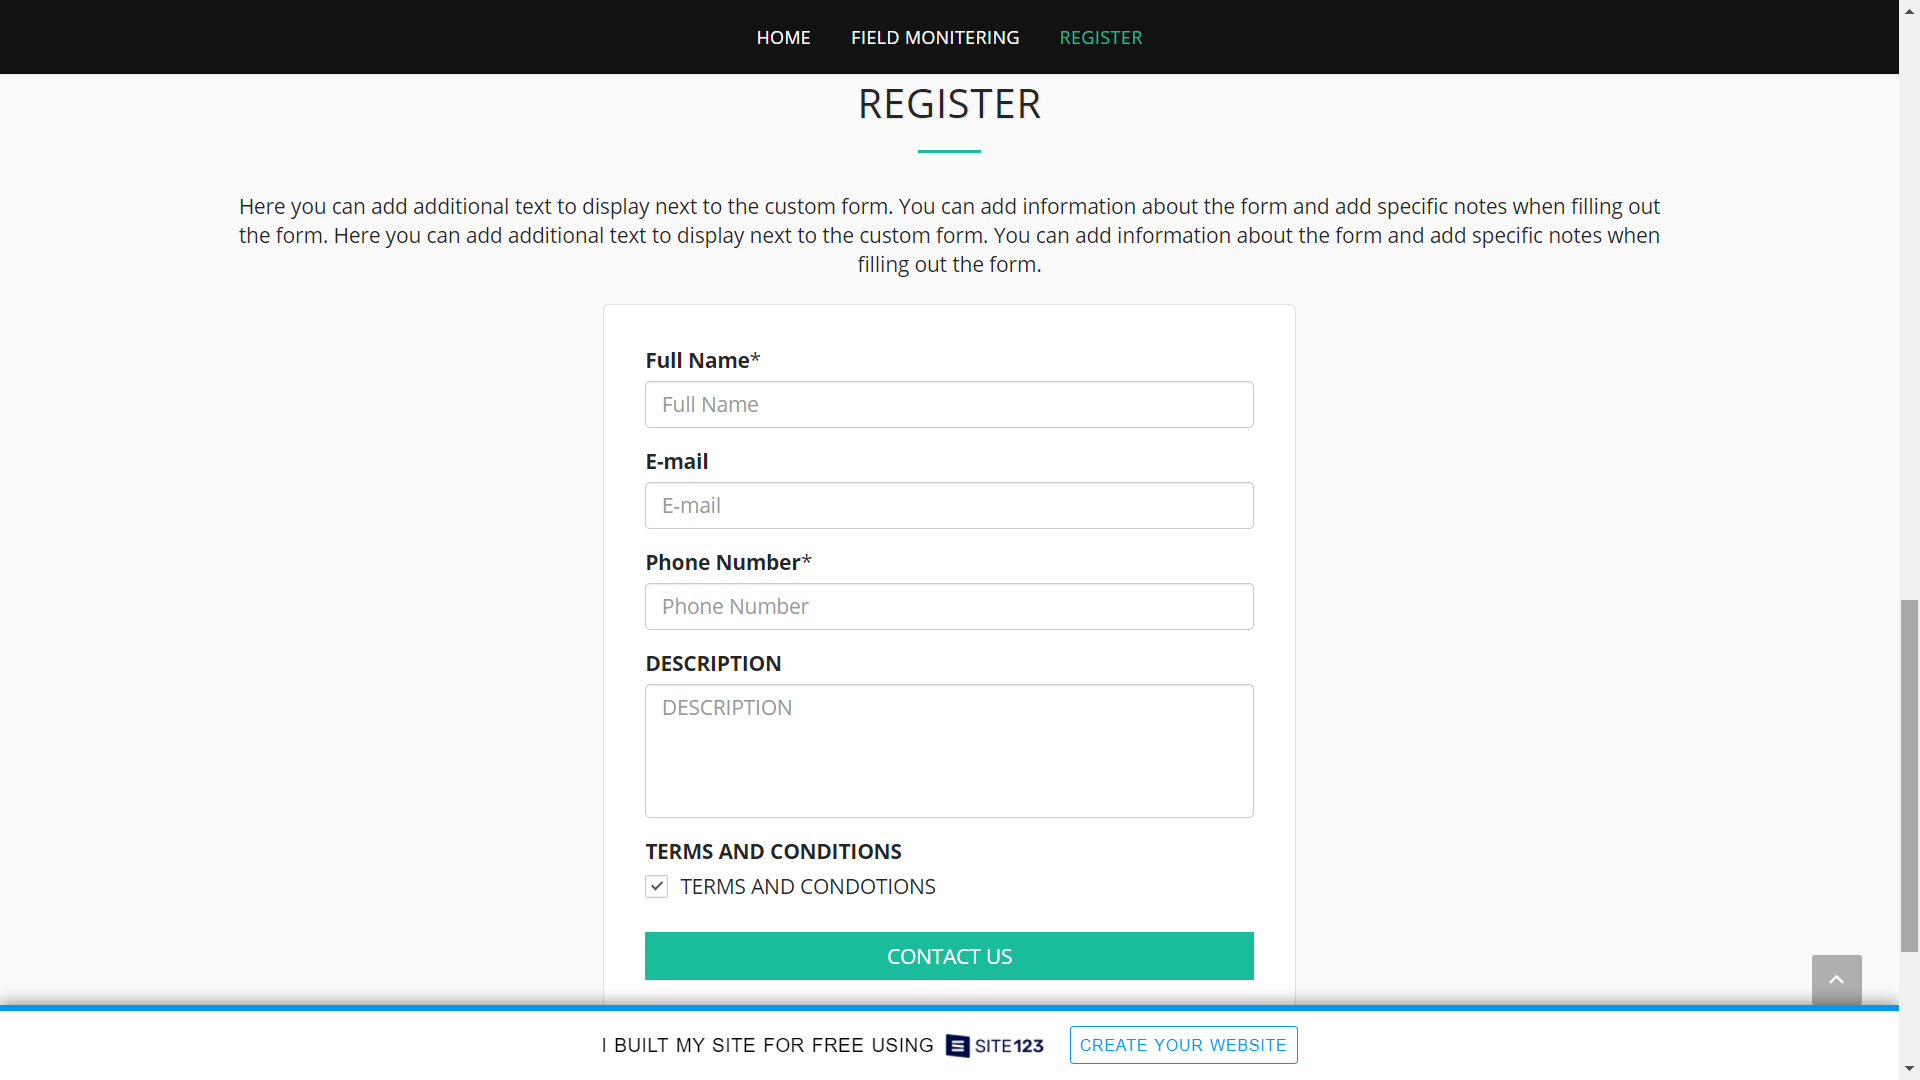 HOME FIELD MONITERING REGISTER
REGISTER
Here you can add additional text to display next to the custom form. You can add information about the form and add specific notes when filling out
the form. Here you can add additional text to display next to the custom form. You can add information about the form and add specific notes when
filling out the form.
Full Name*
Full Name
E-mail
E-mail
Phone Number*
Phone Number
DESCRIPTION
DESCRIPTION
TERMS AND CONDITIONS
TERMS AND CONDOTIONS
CONTACT US
I BUILT MY SITE FOR FREE USING SITE123 CREATE YOUR WEBSITE